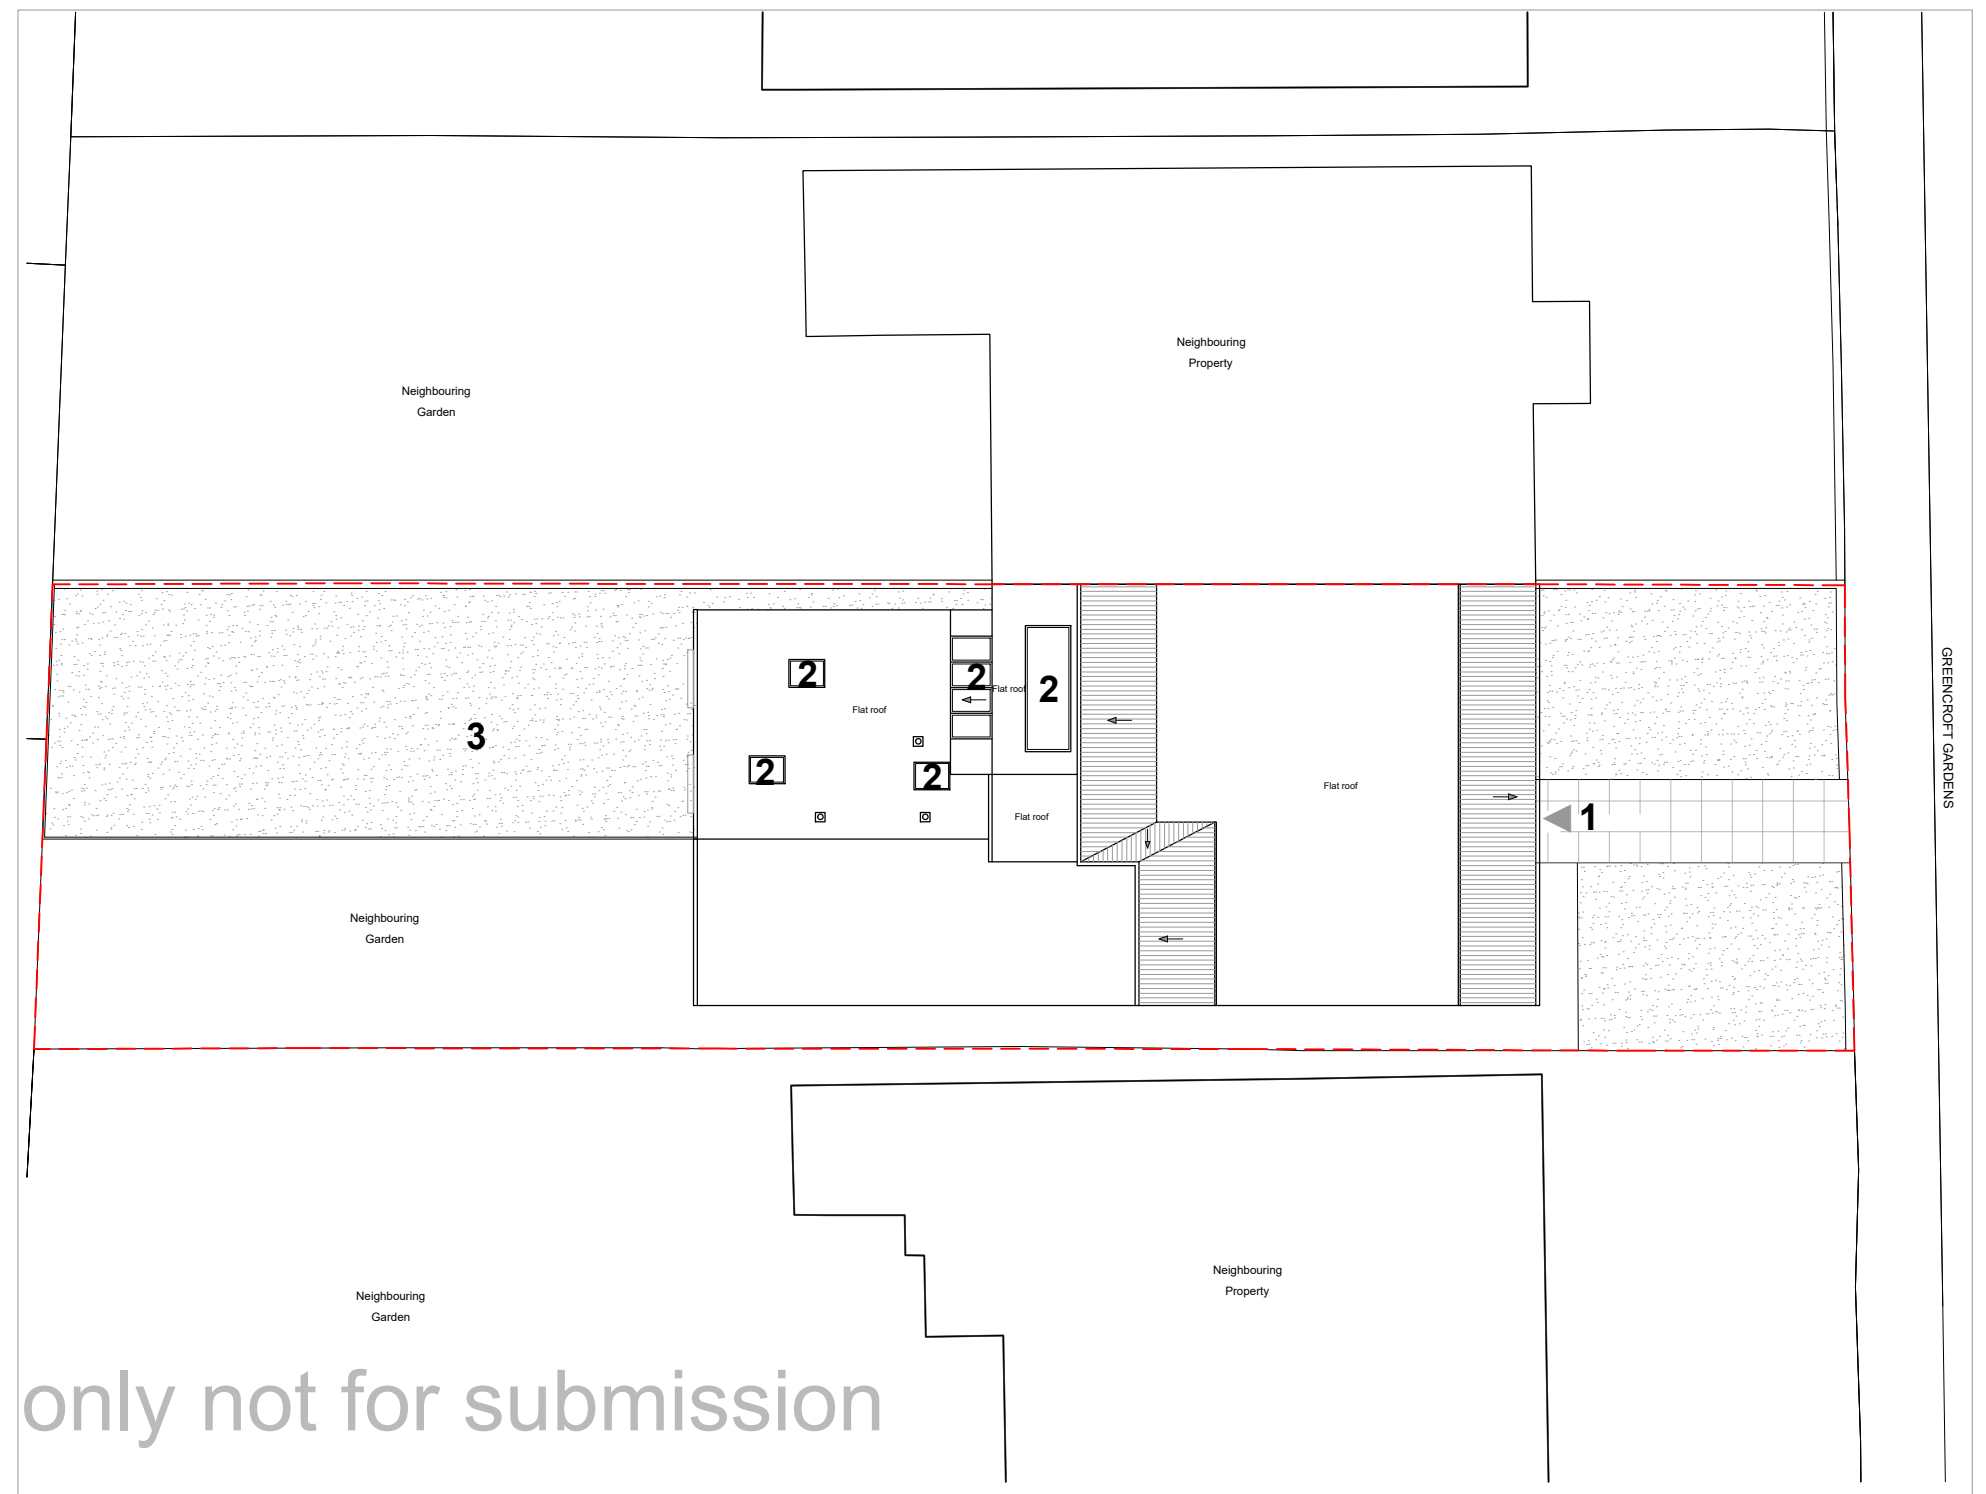 Neighbouring
Property
Neighbouring
Garden
GREENCROFT GARDENS
2
2
Flat roof
2
3
Flat roof
2
2
Flat roof
Flat roof
1
Neighbouring
Garden
Neighbouring
Property
Neighbouring
Garden
only not for submission